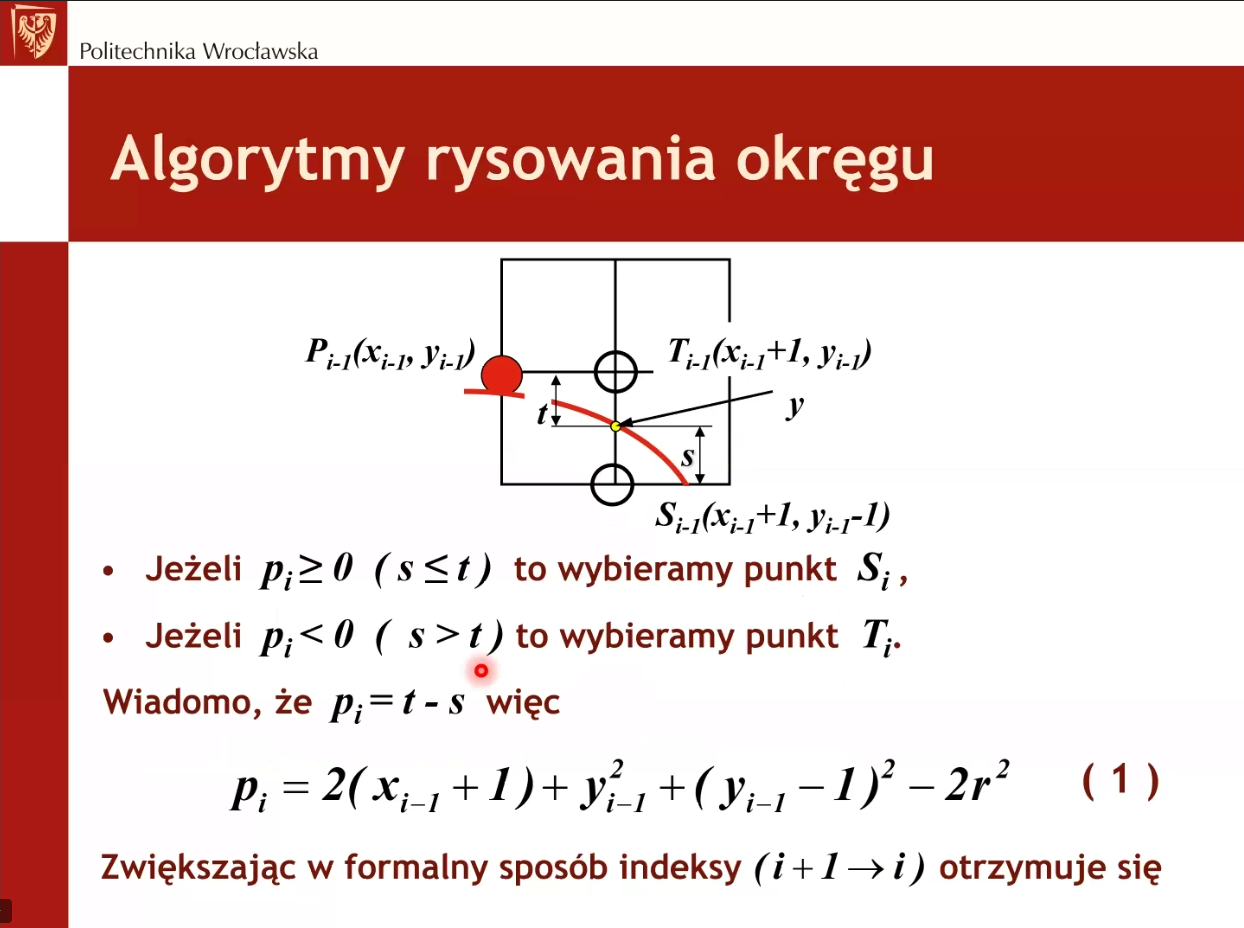 Politechnika Wrocławska
Algorytmy rysowania okręgu
P_{i-1}(x_{i-1}, y_{i-1}) T_{i-1}(x_{i-1}+1, y_{i-1})
t y
s
S_{i-1}(x_{i-1}+1, y_{i-1}-1)
• Jeżeli p_i ≥ 0 ( s ≤ t ) to wybieramy punkt S_i ,
• Jeżeli p_i < 0 ( s > t ) to wybieramy punkt T_i.
Wiadomo, że p_i = t - s więc
p_i = 2( x_{i-1} + 1 ) + y_{i-1}^2 + ( y_{i-1} - 1 )^2 - 2r^2 ( 1 )
Zwiększając w formalny sposób indeksy ( i + 1 → i ) otrzymuje się